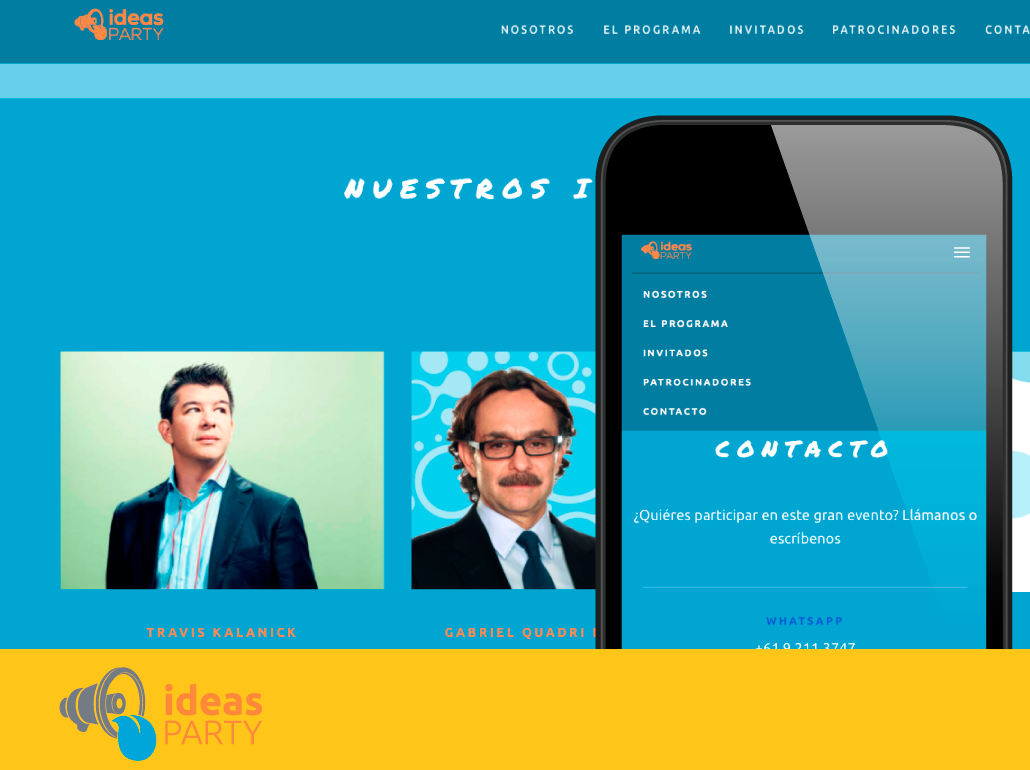 ideas
PARTY
NOSOTROS EL PROGRAMA INVITADOS PATROCINADORES CONTA
NUESTROS I
TRAVIS KALANICK
GABRIEL QUADRI
ideas
PARTY
NOSOTROS
EL PROGRAMA
INVITADOS
PATROCINADORES
CONTACTO
CONTACTO
¿Quiéres participar en este gran evento? Llámanos o
escríbenos
WHATSAPP
+61 9 211 3747
ideas
PARTY